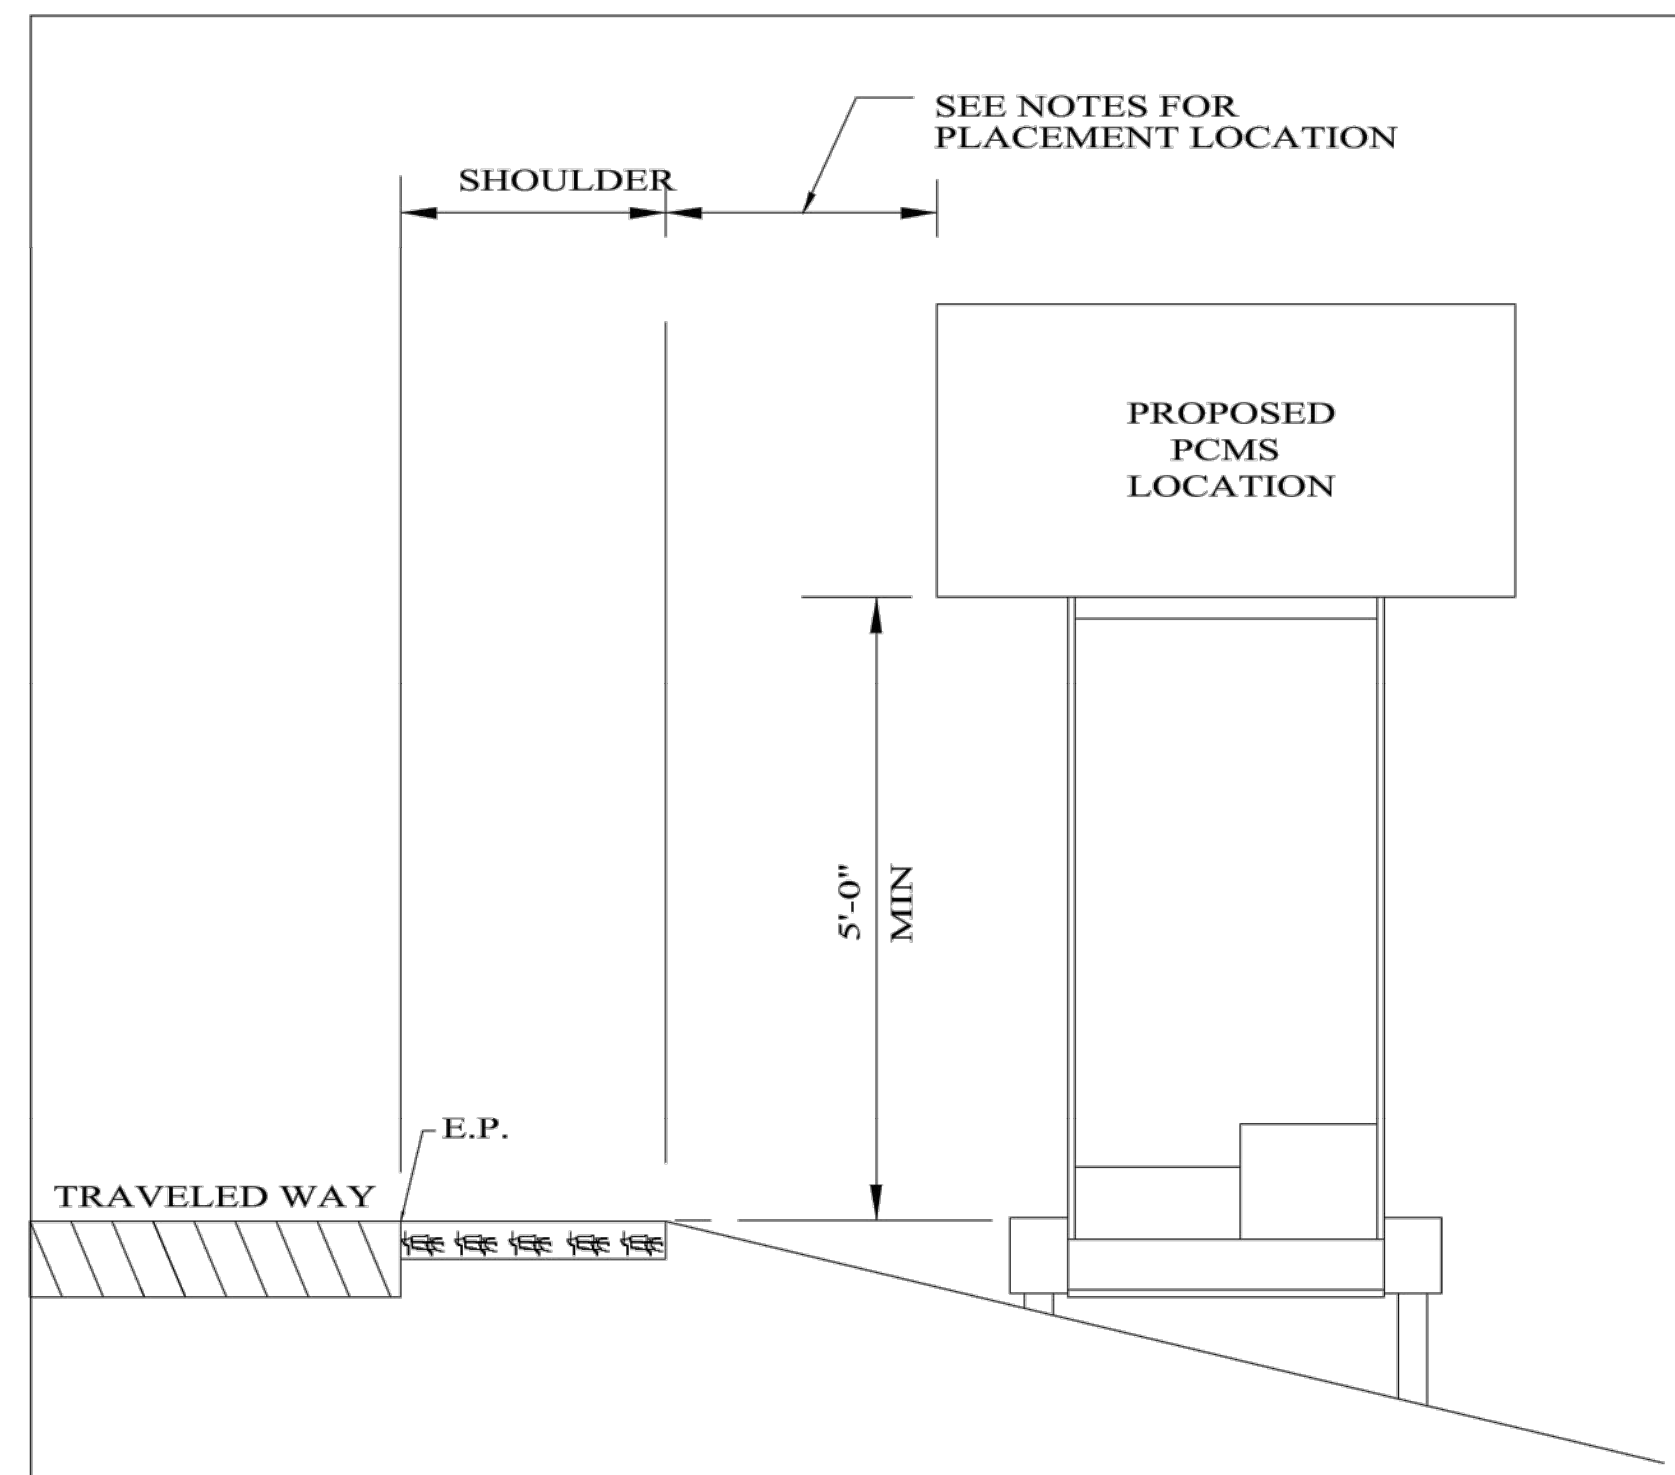 SEE NOTES FOR
PLACEMENT LOCATION
SHOULDER
PROPOSED
PCMS
LOCATION
5'-0"
MIN
E.P.
TRAVELED WAY